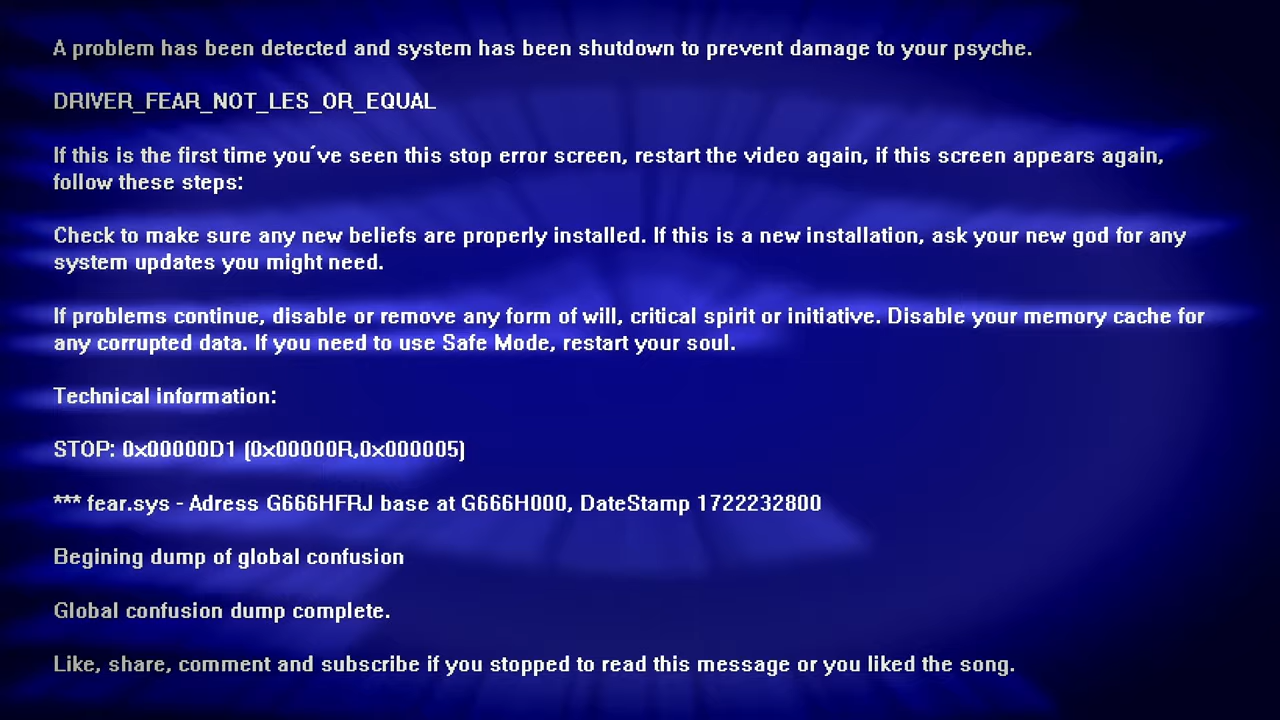 A problem has been detected and system has been shutdown to prevent damage to your psyche.
DRIVER_FEAR_NOT_LES_OR_EQUAL
If this is the first time you´ve seen this stop error screen, restart the video again, if this screen appears again,
follow these steps:
Check to make sure any new beliefs are properly installed. If this is a new installation, ask your new god for any
system updates you might need.
If problems continue, disable or remove any form of will, critical spirit or initiative. Disable your memory cache for
any corrupted data. If you need to use Safe Mode, restart your soul.
Technical information:
STOP: 0x00000D1 (0x00000R,0x000005)
*** fear.sys - Adress G666HFRJ base at G666H000, DateStamp 1722232800
Begining dump of global confusion
Global confusion dump complete.
Like, share, comment and subscribe if you stopped to read this message or you liked the song.